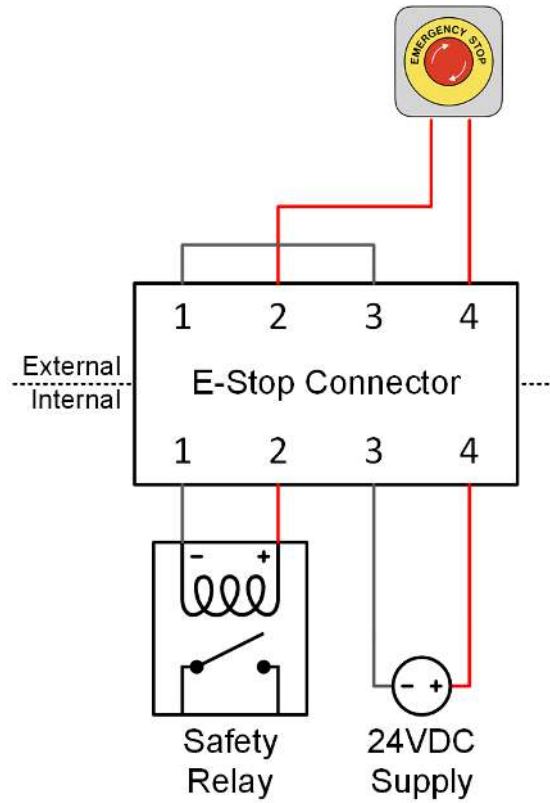 EMERGENCY STOP
1 2 3 4
External
E-Stop Connector
Internal
1 2 3 4
- +
- +
Safety
Relay
24VDC
Supply